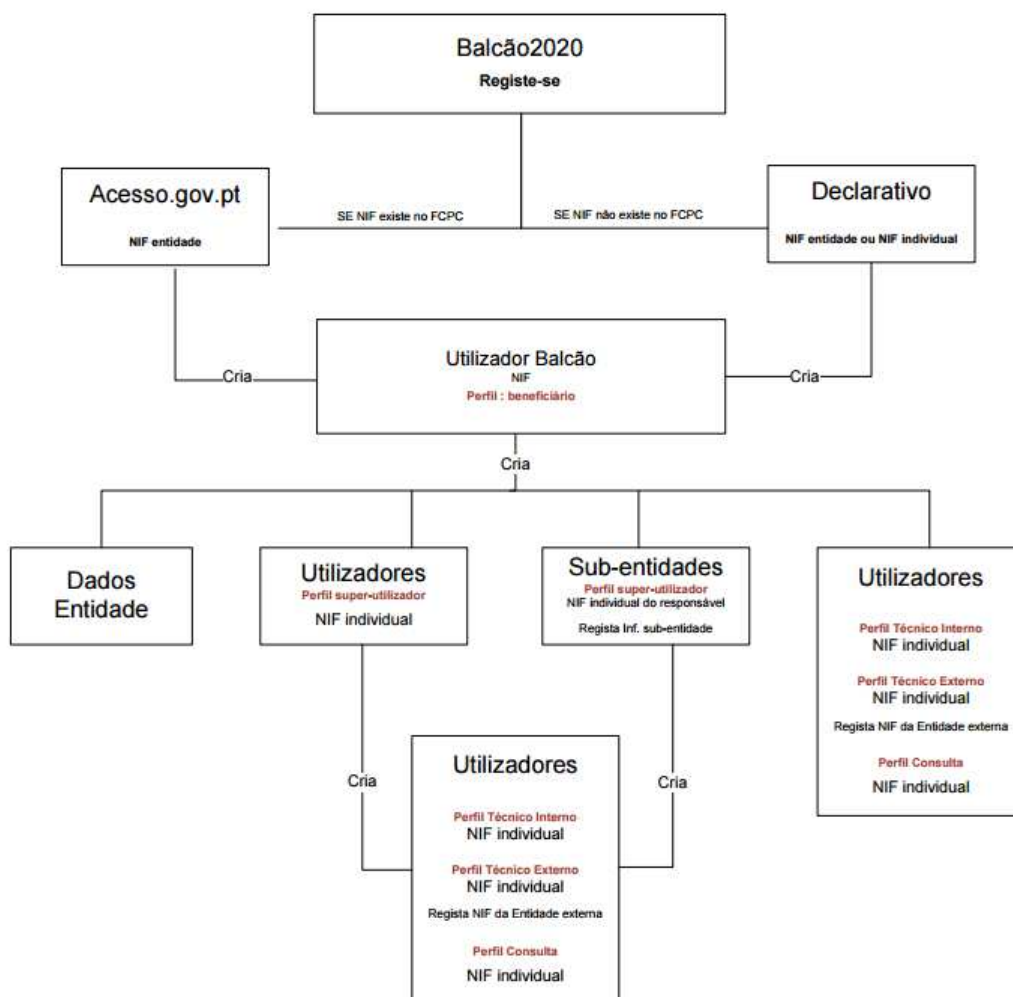 Balcão2020
Registe-se
Acesso.gov.pt
NIF entidade
SE NIF existe no FCPC
SE NIF não existe no FCPC
Declarativo
NIF entidade ou NIF individual
Cria
Utilizador Balcão
NIF
Perfil : beneficiário
Cria
Cria
Dados
Entidade
Utilizadores
Perfil super-utilizador
NIF individual
Sub-entidades
Perfil super-utilizador
NIF individual do responsável
Regista Inf. sub-entidade
Utilizadores
Perfil Técnico Interno
NIF individual
Perfil Técnico Externo
NIF individual
Regista NIF da Entidade externa
Perfil Consulta
NIF individual
Cria
Cria
Utilizadores
Perfil Técnico Interno
NIF individual
Perfil Técnico Externo
NIF individual
Regista NIF da Entidade externa
Perfil Consulta
NIF individual